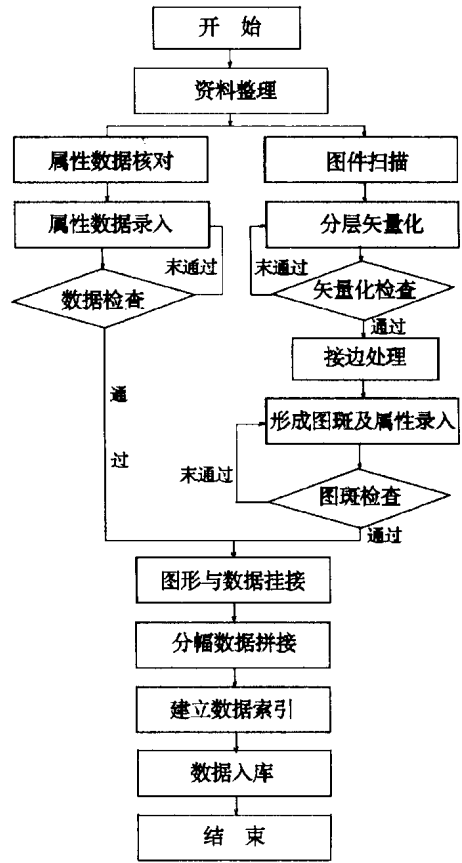 开 始
资料整理
属性数据核对
图件扫描
属性数据录入
分层矢量化
末通过
末通过
数据检查
矢量化检查
通过
接边处理
通
过
形成图斑及属性录入
末通过
图斑检查
通过
图形与数据挂接
分幅数据拼接
建立数据索引
数据入库
结 束